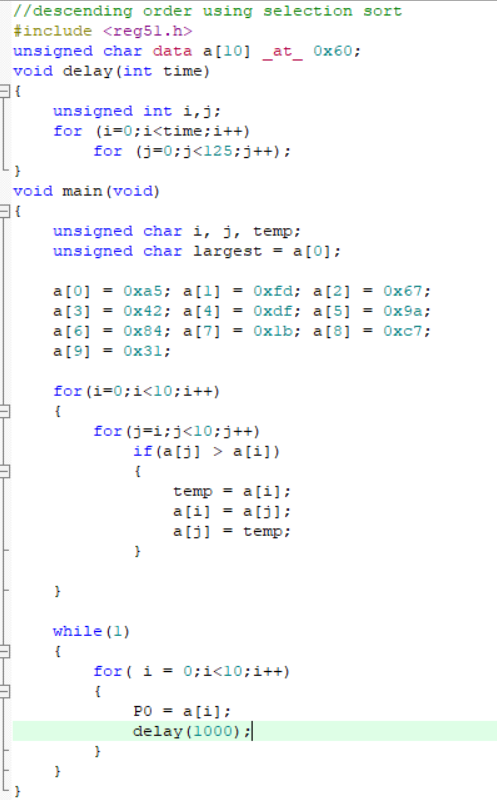 //descending order using selection sort
#include <reg51.h>
unsigned char data a[10] _at_ 0x60;
void delay(int time)
{
    unsigned int i,j;
    for (i=0;i<time;i++)
        for (j=0;j<125;j++);
}
void main(void)
{
    unsigned char i, j, temp;
    unsigned char largest = a[0];

    a[0] = 0xa5; a[1] = 0xfd; a[2] = 0x67;
    a[3] = 0x42; a[4] = 0xdf; a[5] = 0x9a;
    a[6] = 0x84; a[7] = 0x1b; a[8] = 0xc7;
    a[9] = 0x31;

    for(i=0;i<10;i++)
    {
        for(j=i;j<10;j++)
            if(a[j] > a[i])
            {
                temp = a[i];
                a[i] = a[j];
                a[j] = temp;
            }

    }

    while(1)
    {
        for( i = 0;i<10;i++)
        {
            P0 = a[i];
            delay(1000);
        }
    }
}